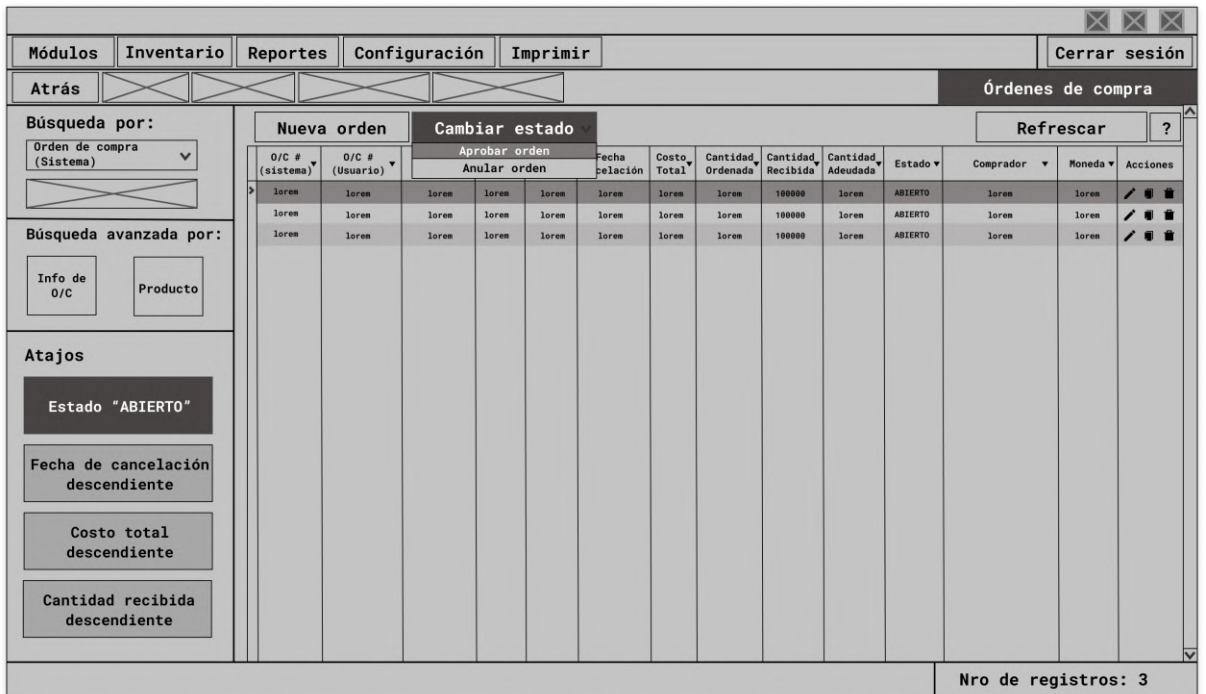 Módulos Inventario Reportes Configuración Imprimir Cerrar sesión
Atrás Órdenes de compra
Búsqueda por:
Orden de compra
(Sistema)
Búsqueda avanzada por:
Info de
O/C
Producto
Atajos
Estado “ABIERTO”
Fecha de cancelación
descendiente
Costo total
descendiente
Cantidad recibida
descendiente
Nueva orden Cambiar estado Refrescar ?
Aprobar orden
Anular orden
O/C # O/C # Fecha Costo Cantidad Cantidad Cantidad Estado Comprador Moneda Acciones
(sistema) (Usuario) Total Ordenada Recibida Adeudada
lorem lorem lorem lorem lorem lorem lorem lorem 100000 lorem ABIERTO lorem lorem
lorem lorem lorem lorem lorem lorem lorem lorem 100000 lorem ABIERTO lorem lorem
lorem lorem lorem lorem lorem lorem lorem lorem 100000 lorem ABIERTO lorem lorem
Nro de registros: 3